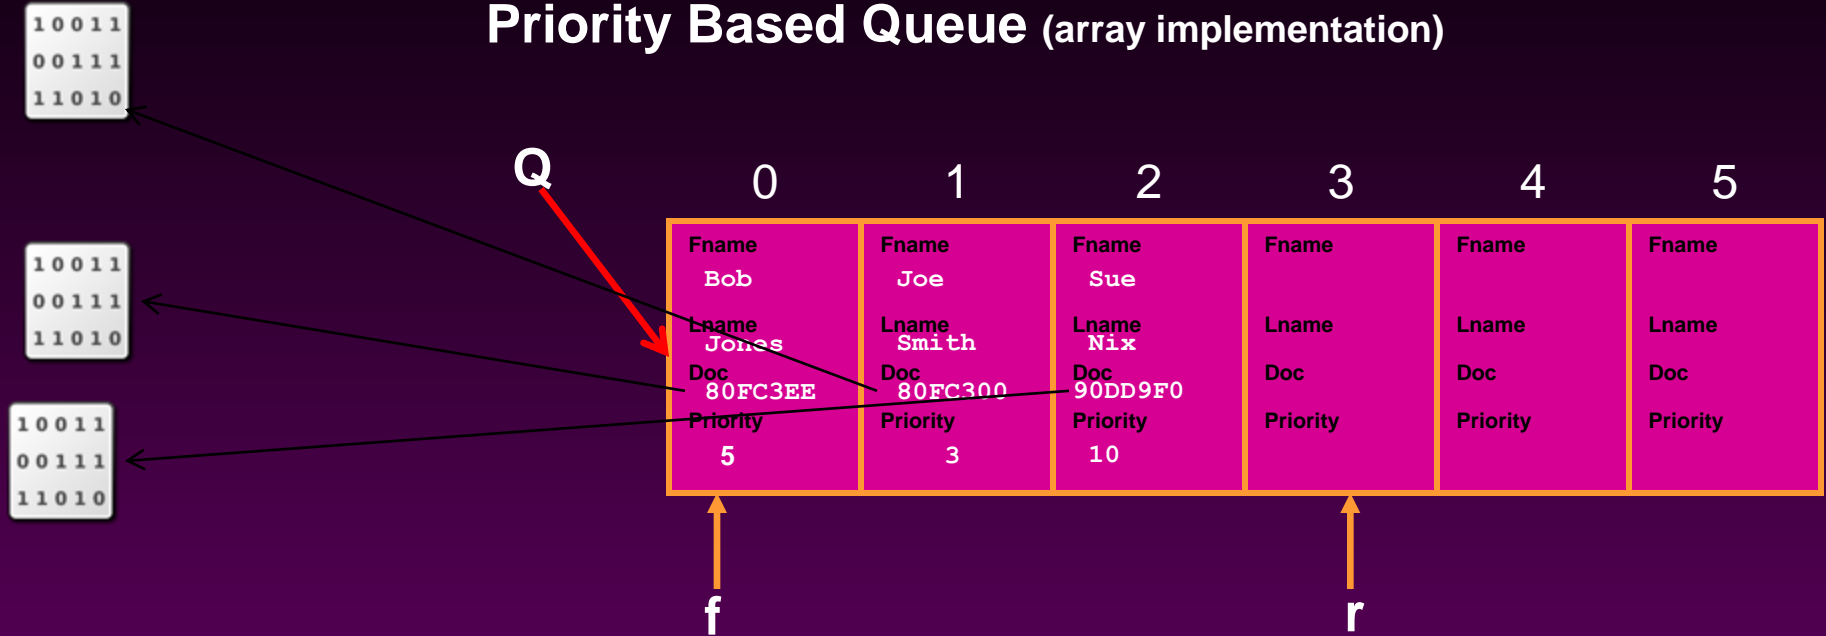 Priority Based Queue (array implementation)
10011
00111
11010
10011
00111
11010
10011
00111
11010
Q
0 1 2 3 4 5
Fname Fname Fname Fname Fname Fname
Bob Joe Sue
Lname Lname Lname Lname Lname Lname
Jones Smith Nix
Doc Doc Doc Doc Doc Doc
80FC3EE 80FC300 90DD9F0
Priority Priority Priority Priority Priority Priority
5 3 10
f r